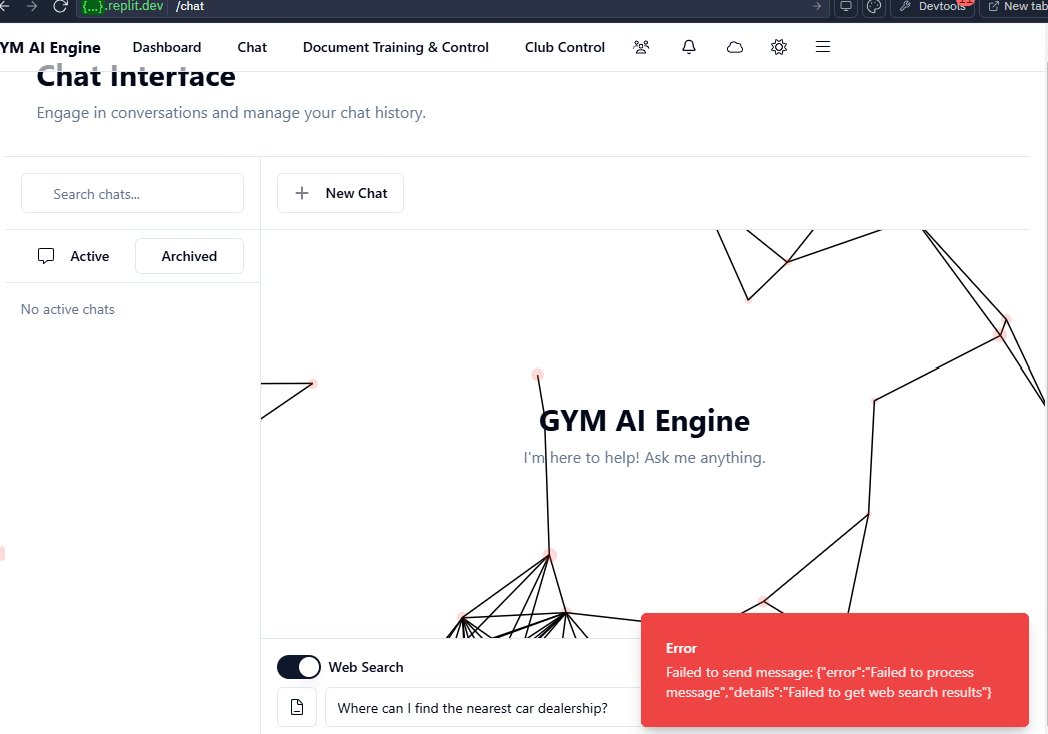 {...}.replit.dev /chat Devtools New tab
YM AI Engine Dashboard Chat Document Training & Control Club Control
Chat Interface
Engage in conversations and manage your chat history.
Search chats...
New Chat
Active Archived
No active chats
GYM AI Engine
I'm here to help! Ask me anything.
Web Search
Where can I find the nearest car dealership?
Error
Failed to send message: {"error":"Failed to process
message","details":"Failed to get web search results"}